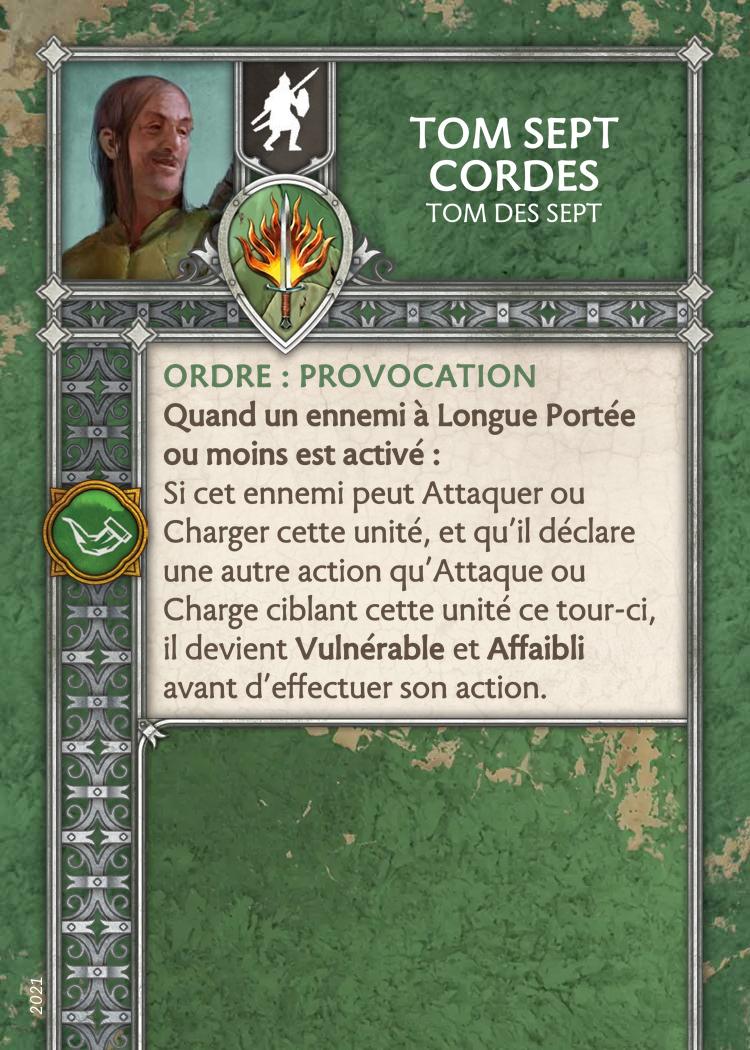 TOM SEPT
CORDES
TOM DES SEPT
ORDRE : PROVOCATION
Quand un ennemi à Longue Portée
ou moins est activé :
Si cet ennemi peut Attaquer ou
Charger cette unité, et qu’il déclare
une autre action qu’Attaque ou
Charge ciblant cette unité ce tour-ci,
il devient Vulnérable et Affaibli
avant d’effectuer son action.
2021